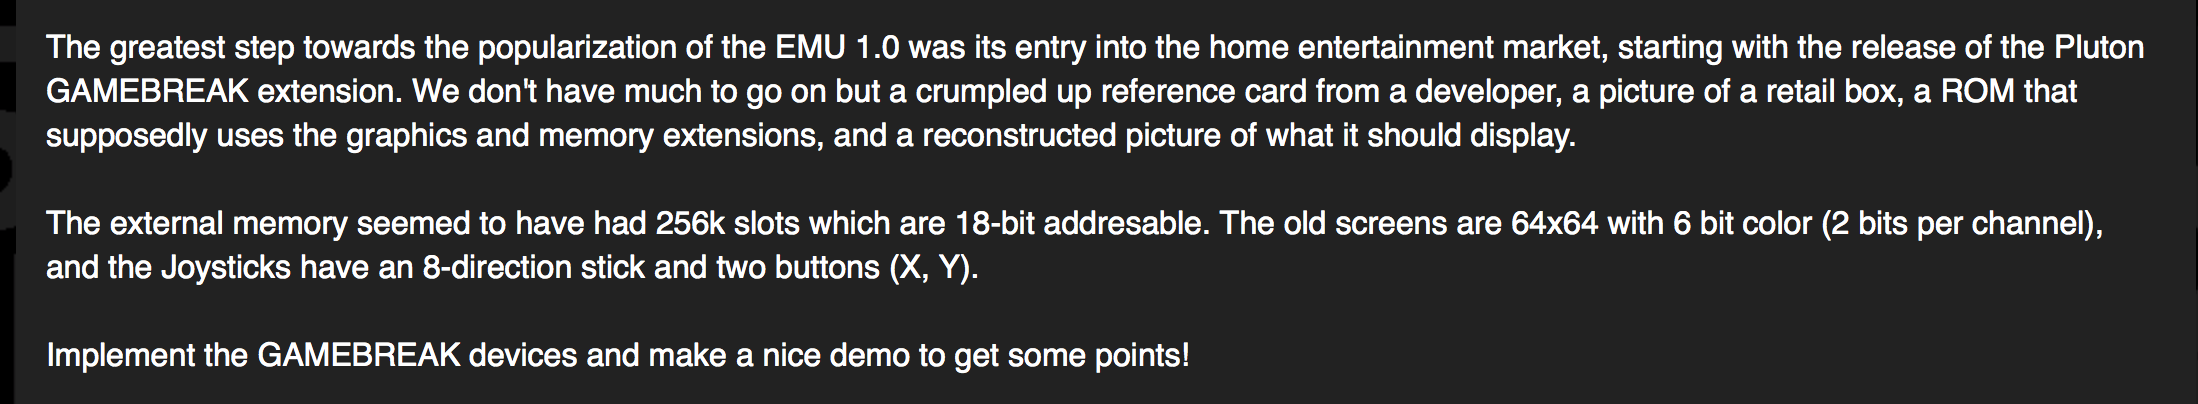 The greatest step towards the popularization of the EMU 1.0 was its entry into the home entertainment market, starting with the release of the Pluton
GAMEBREAK extension. We don't have much to go on but a crumpled up reference card from a developer, a picture of a retail box, a ROM that
supposedly uses the graphics and memory extensions, and a reconstructed picture of what it should display.
The external memory seemed to have had 256k slots which are 18-bit addresable. The old screens are 64x64 with 6 bit color (2 bits per channel),
and the Joysticks have an 8-direction stick and two buttons (X, Y).
Implement the GAMEBREAK devices and make a nice demo to get some points!